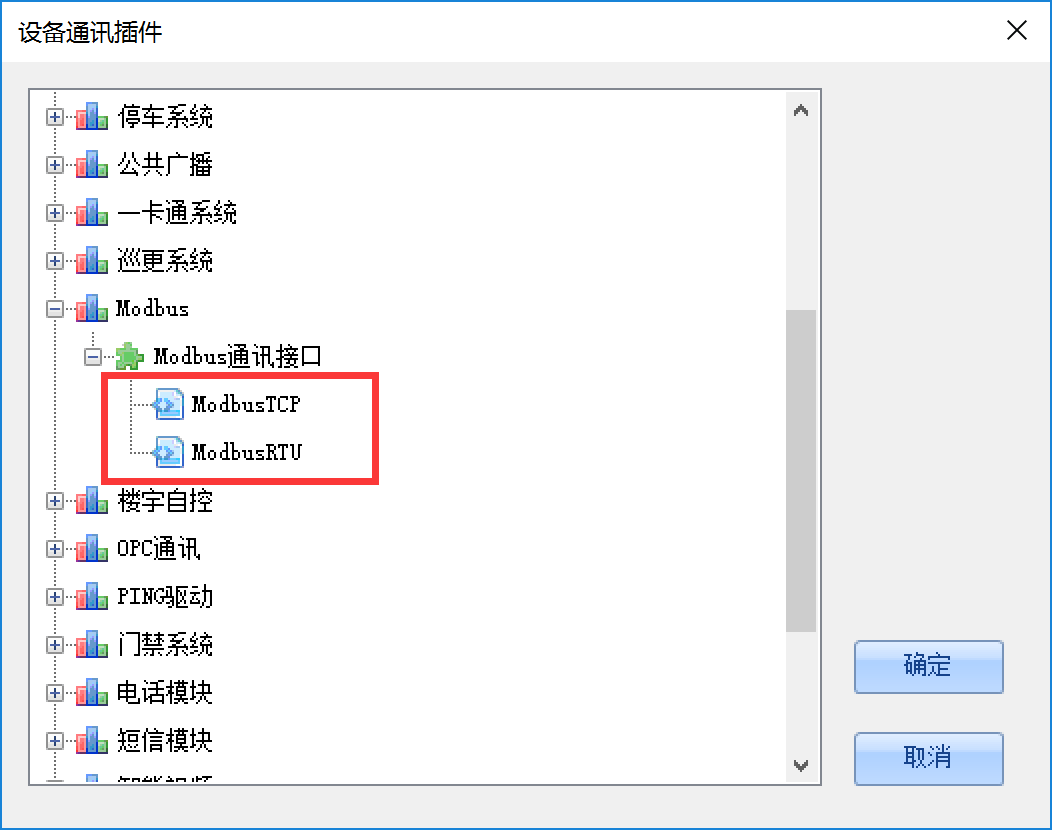 设备通讯插件
停车系统
公共广播
一卡通系统
巡更系统
Modbus
Modbus通讯接口
ModbusTCP
ModbusRTU
楼宇自控
OPC通讯
PING驱动
门禁系统
电话模块
短信模块
确定
取消